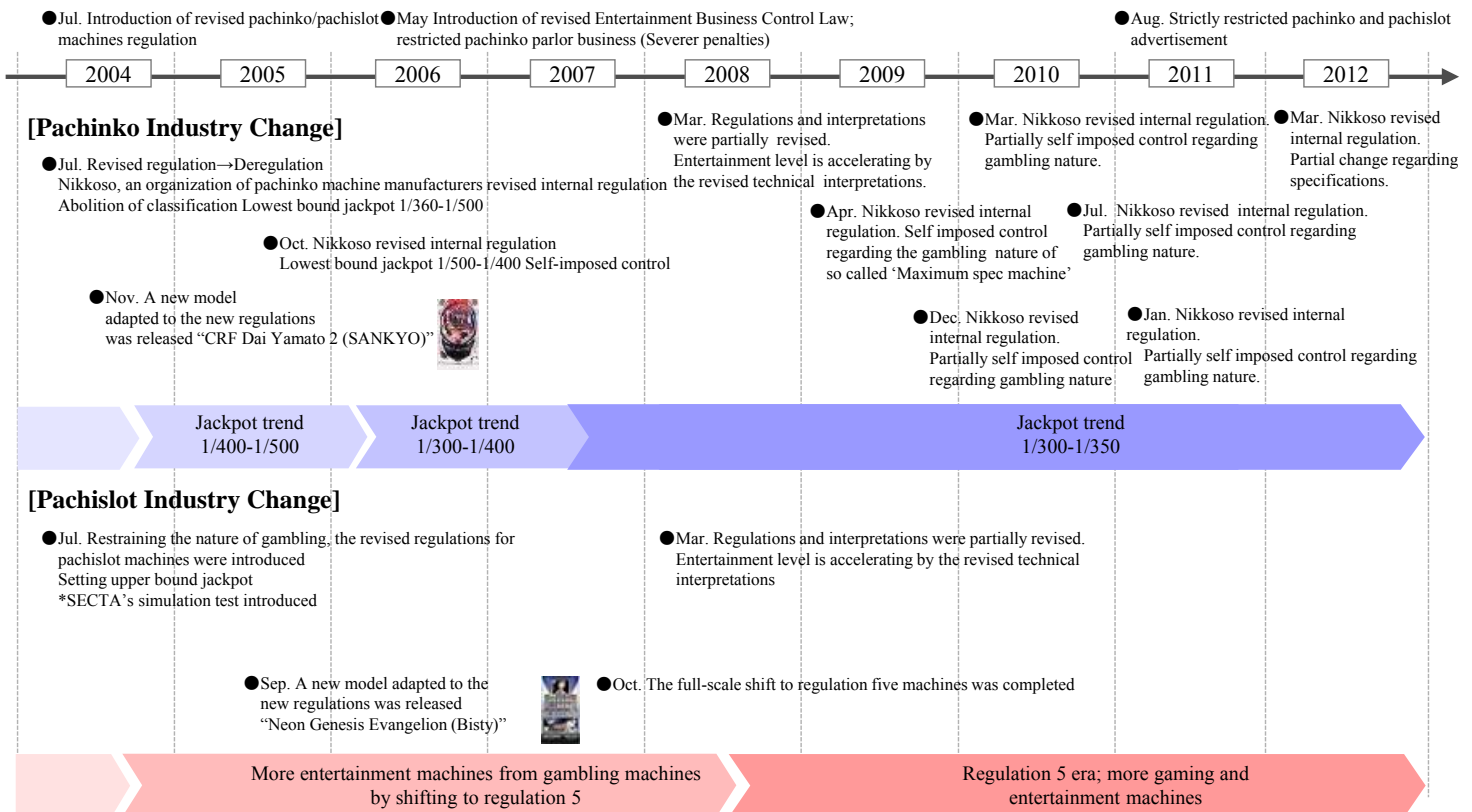 ●Jul. Introduction of revised pachinko/pachislot
machines regulation
●May Introduction of revised Entertainment Business Control Law;
restricted pachinko parlor business (Severer penalties)
●Aug. Strictly restricted pachinko and pachislot
advertisement
2004
2005
2006
2007
2008
2009
2010
2011
2012
[Pachinko Industry Change]
●Jul. Revised regulation→Deregulation
Nikkoso, an organization of pachinko machine manufacturers revised internal regulation
Abolition of classification Lowest bound jackpot 1/360-1/500
●Oct. Nikkoso revised internal regulation
Lowest bound jackpot 1/500-1/400 Self-imposed control
●Nov. A new model
adapted to the new regulations
was released “CRF Dai Yamato 2 (SANKYO)”
●Mar. Regulations and interpretations
were partially revised.
Entertainment level is accelerating by
the revised technical interpretations.
●Apr. Nikkoso revised internal
regulation. Self imposed control
regarding the gambling nature of
so called ‘Maximum spec machine’
●Dec. Nikkoso revised
internal regulation.
Partially self imposed control
regarding gambling nature
●Mar. Nikkoso revised internal regulation.
Partially self imposed control regarding
gambling nature.
●Jul. Nikkoso revised internal regulation.
Partially self imposed control regarding
gambling nature.
●Jan. Nikkoso revised internal
regulation.
Partially self imposed control regarding
gambling nature.
●Mar. Nikkoso revised
internal regulation.
Partial change regarding
specifications.
Jackpot trend
1/400-1/500
Jackpot trend
1/300-1/400
Jackpot trend
1/300-1/350
[Pachislot Industry Change]
●Jul. Restraining the nature of gambling, the revised regulations for
pachislot machines were introduced
Setting upper bound jackpot
*SECTA’s simulation test introduced
●Mar. Regulations and interpretations were partially revised.
Entertainment level is accelerating by the revised technical
interpretations
●Sep. A new model adapted to the
new regulations was released
“Neon Genesis Evangelion (Bisty)”
●Oct. The full-scale shift to regulation five machines was completed
More entertainment machines from gambling machines
by shifting to regulation 5
Regulation 5 era; more gaming and
entertainment machines